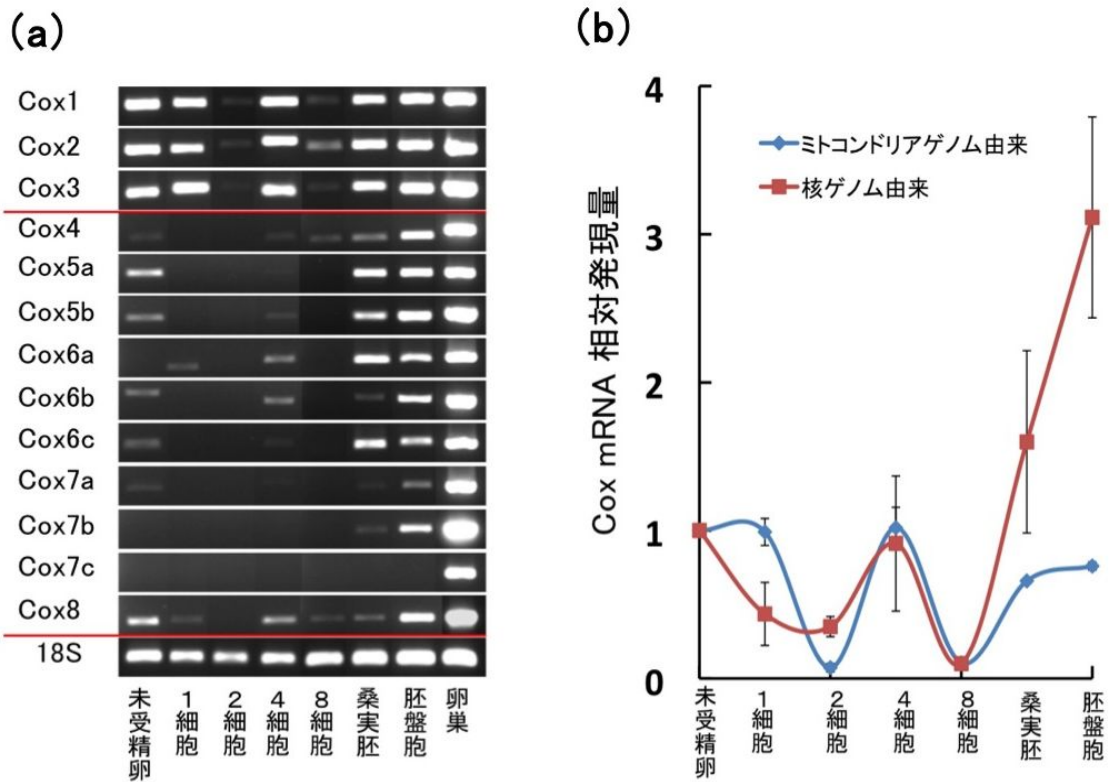 (a)
Cox1
Cox2
Cox3
Cox4
Cox5a
Cox5b
Cox6a
Cox6b
Cox6c
Cox7a
Cox7b
Cox7c
Cox8
18S
未受精卵
1細胞
2細胞
4細胞
8細胞
桑実胚
胚盤胞
卵巣
(b)
Cox mRNA 相対発現量
4
3
2
1
0
ミトコンドリアゲノム由来
核ゲノム由来
未受精卵
1細胞
2細胞
4細胞
8細胞
桑実胚
胚盤胞